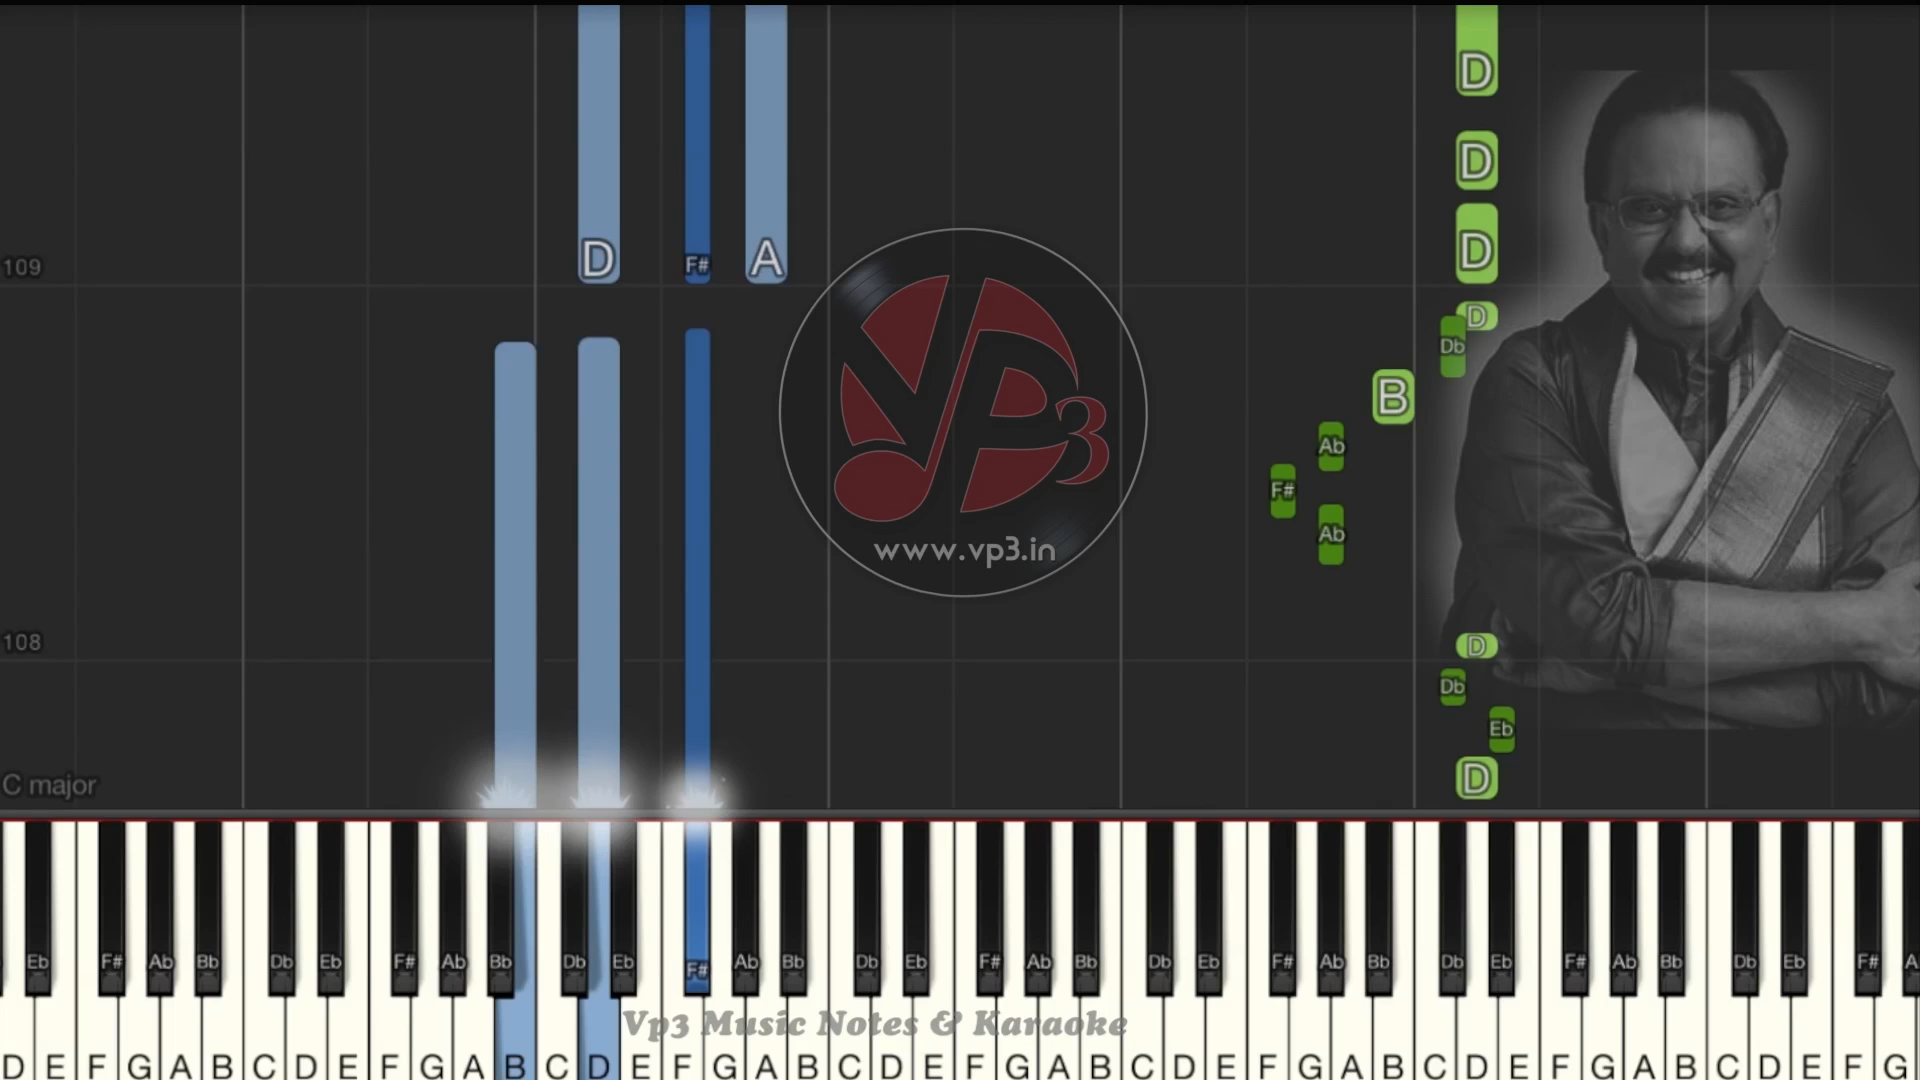 D
D
D
D F# A
109
D
Db
B
Ab
F#
Ab
VP3
www.vp3.in
108
D
Db
Eb
D
C major
Eb F# Ab Bb Db Eb F# Ab Bb Db Eb F# Ab Bb Db Eb F# Ab Bb Db Eb F# Ab Bb Db Eb F# Ab Bb Db Eb F# A
Vp3 Music Notes & Karaoke
D E F G A B C D E F G A B C D E F G A B C D E F G A B C D E F G A B C D E F G A B C D E F G